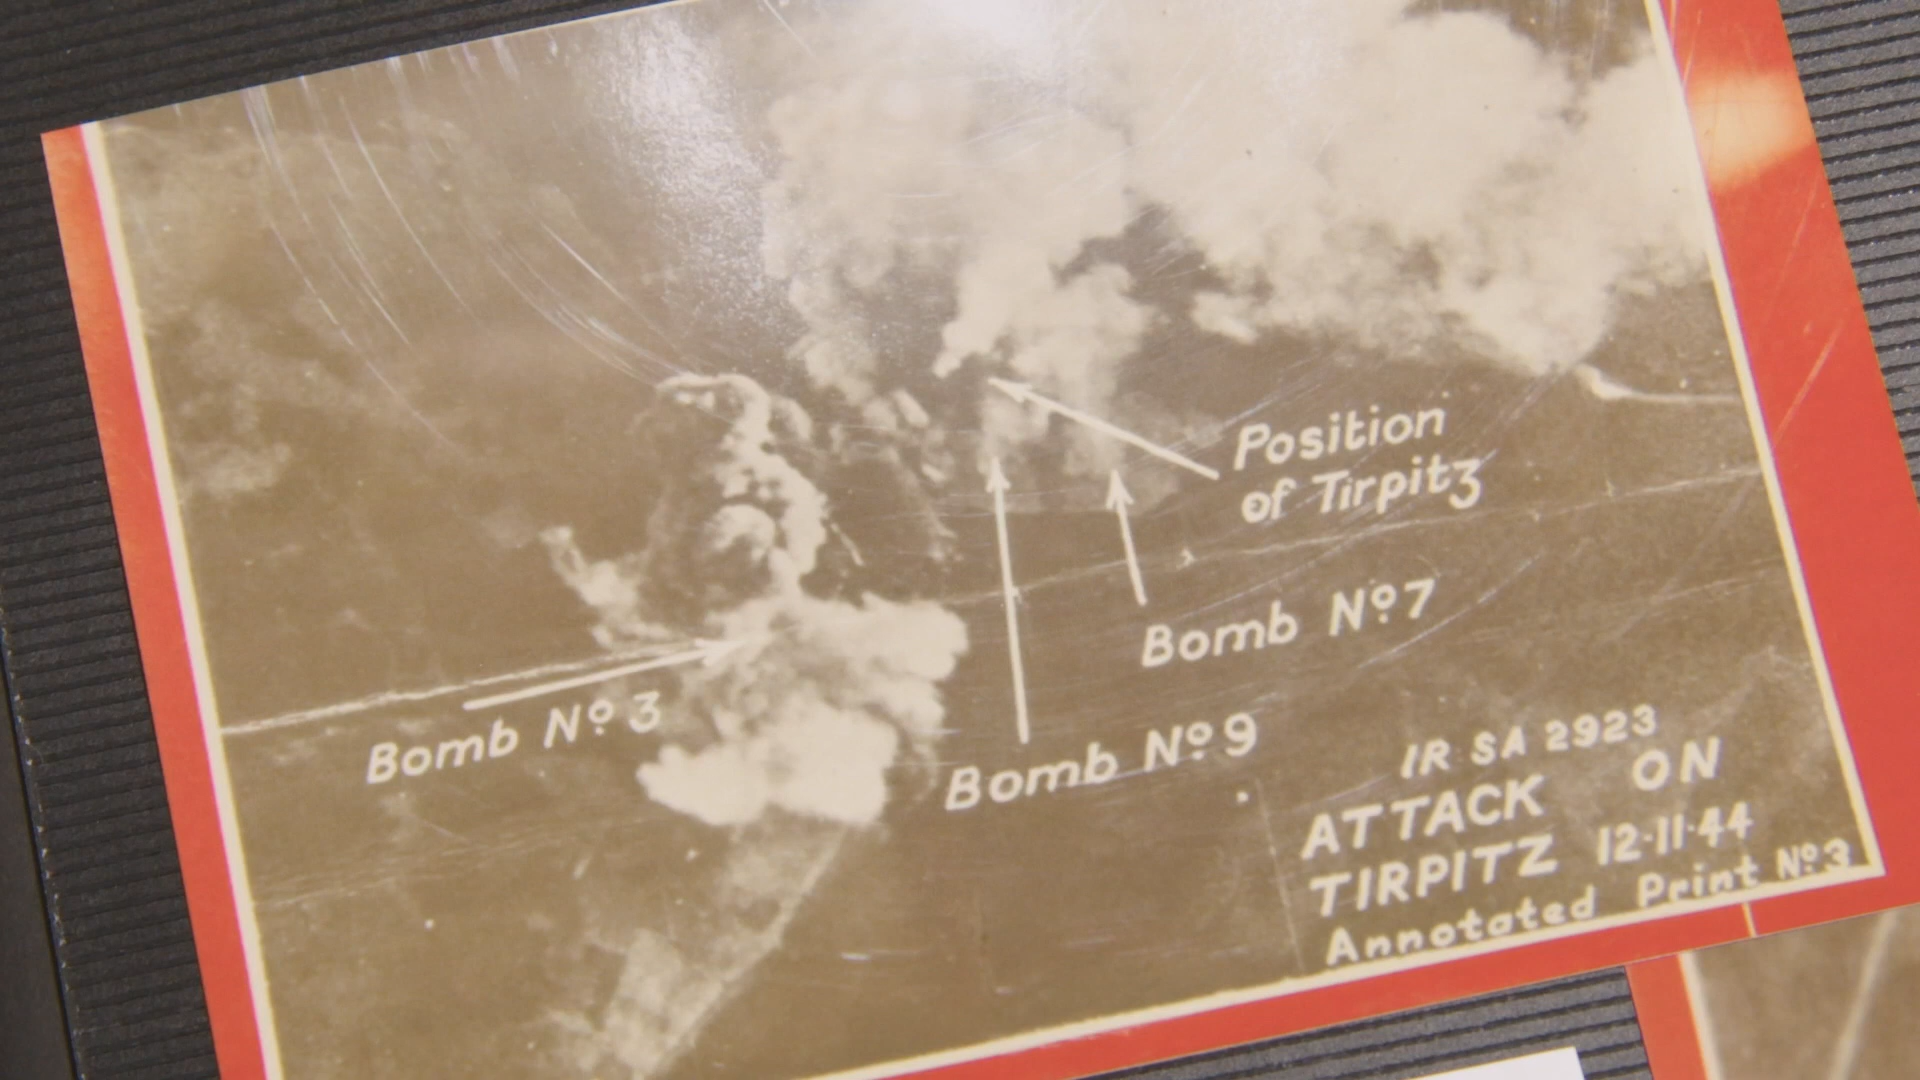 Position
of Tirpitz
Bomb Nº 7
Bomb Nº 3
Bomb Nº 9
IR SA 2923
ATTACK ON
TIRPITZ 12·11·44
Annotated Print Nº 3